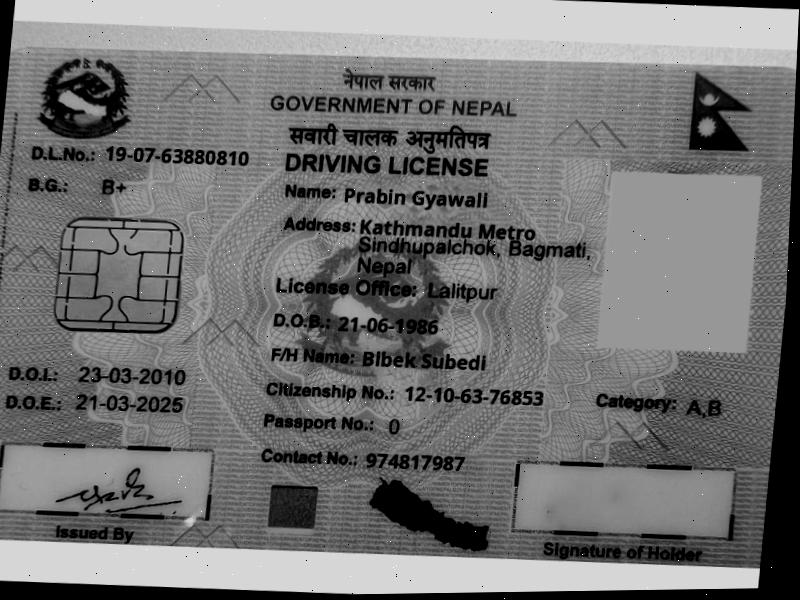 नेपाल सरकार
GOVERNMENT OF NEPAL
सवारी चालक अनुमतिपत्र
DRIVING LICENSE
D.L.No.: 19-07-63880810
B.G.: B+
Name: Prabin Gyawali
Address: Kathmandu Metro
Sindhupalchok, Bagmati,
Nepal
License Office: Lalitpur
D.O.B.: 21-06-1986
F/H Name: BIbek Subedi
D.O.I.: 23-03-2010
D.O.E.: 21-03-2025
Citizenship No.: 12-10-63-76853
Category: A,B
Passport No.: 0
Contact No.: 974817987
Issued By
Signature of Holder